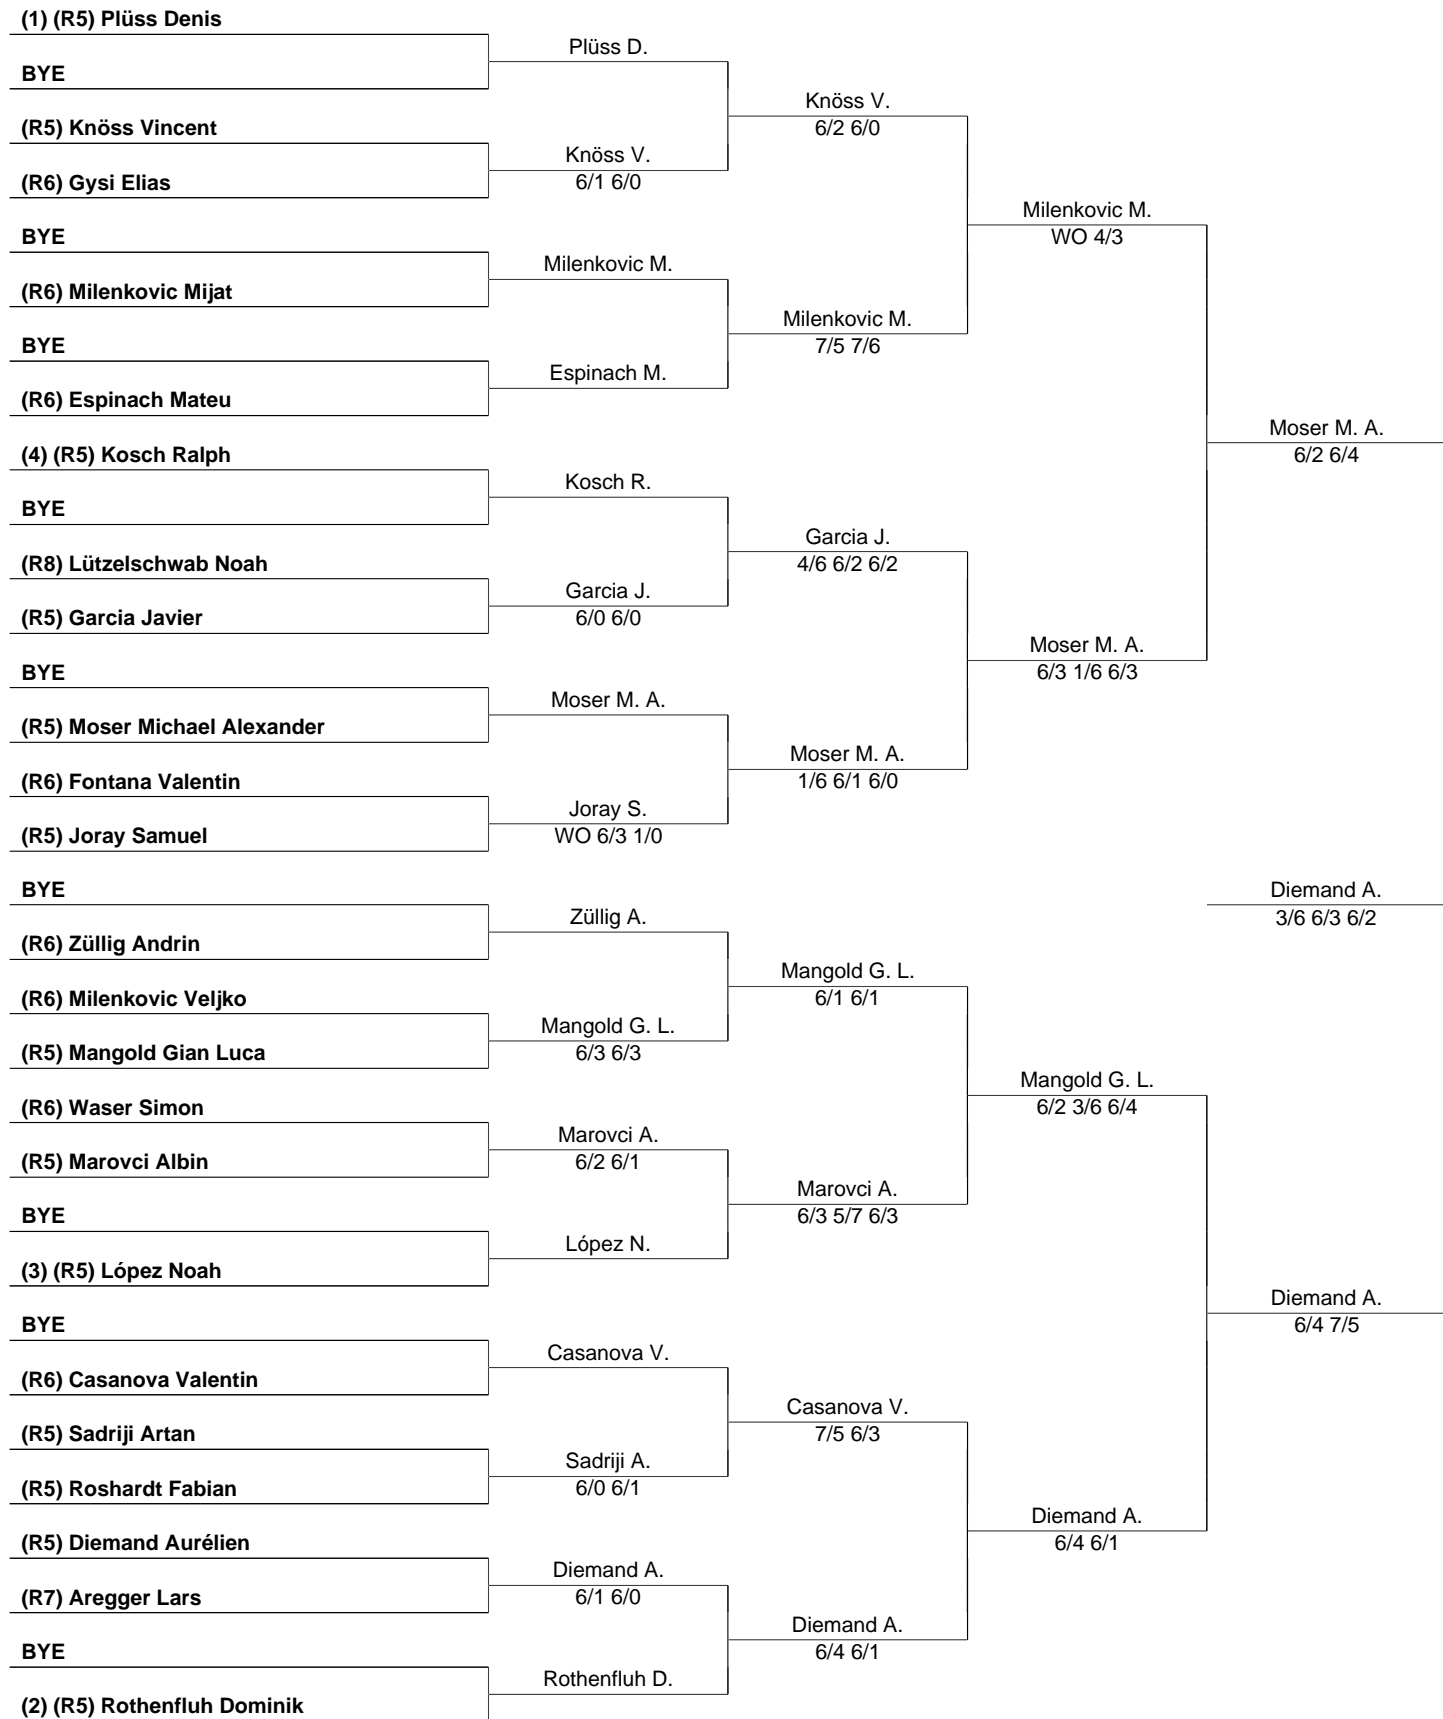 (1) (R5) Plüss Denis
Plüss D.
BYE
Knöss V.
6/2 6/0
(R5) Knöss Vincent
Knöss V.
6/1 6/0
(R6) Gysi Elias
Milenkovic M.
WO 4/3
BYE
Milenkovic M.
(R6) Milenkovic Mijat
Milenkovic M.
7/5 7/6
BYE
Espinach M.
(R6) Espinach Mateu
Moser M. A.
6/2 6/4
(4) (R5) Kosch Ralph
Kosch R.
BYE
Garcia J.
4/6 6/2 6/2
(R8) Lützelschwab Noah
Garcia J.
6/0 6/0
(R5) Garcia Javier
Moser M. A.
6/3 1/6 6/3
BYE
Moser M. A.
(R5) Moser Michael Alexander
Moser M. A.
1/6 6/1 6/0
(R6) Fontana Valentin
Joray S.
WO 6/3 1/0
(R5) Joray Samuel
BYE
Diemand A.
3/6 6/3 6/2
Züllig A.
(R6) Züllig Andrin
Mangold G. L.
6/1 6/1
(R6) Milenkovic Veljko
Mangold G. L.
6/3 6/3
(R5) Mangold Gian Luca
Mangold G. L.
6/2 3/6 6/4
(R6) Waser Simon
Marovci A.
6/2 6/1
(R5) Marovci Albin
Marovci A.
6/3 5/7 6/3
BYE
López N.
(3) (R5) López Noah
Diemand A.
6/4 7/5
BYE
Casanova V.
(R6) Casanova Valentin
Casanova V.
7/5 6/3
(R5) Sadriji Artan
Sadriji A.
6/0 6/1
(R5) Roshardt Fabian
Diemand A.
6/4 6/1
(R5) Diemand Aurélien
Diemand A.
6/1 6/0
(R7) Aregger Lars
Diemand A.
6/4 6/1
BYE
Rothenfluh D.
(2) (R5) Rothenfluh Dominik